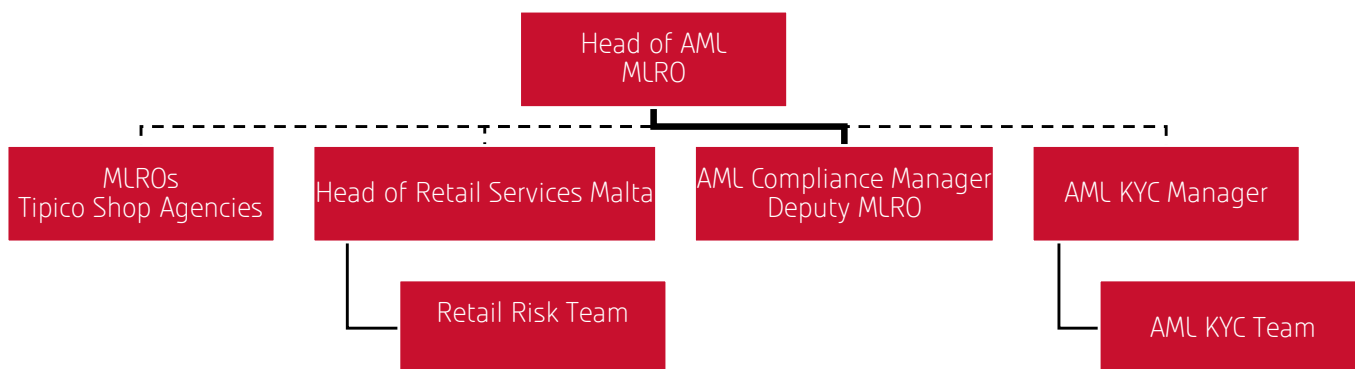 Head of AML
MLRO
MLROs
Tipico Shop Agencies
Head of Retail Services Malta
AML Compliance Manager
Deputy MLRO
AML KYC Manager
Retail Risk Team
AML KYC Team